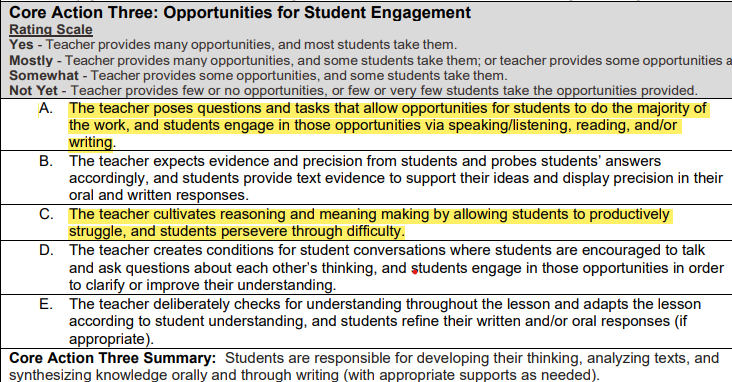 Core Action Three: Opportunities for Student Engagement
Rating Scale
Yes - Teacher provides many opportunities, and most students take them.
Mostly - Teacher provides many opportunities, and some students take them; or teacher provides some opportunities a
Somewhat - Teacher provides some opportunities, and some students take them.
Not Yet - Teacher provides few or no opportunities, or few or very few students take the opportunities provided.
A. The teacher poses questions and tasks that allow opportunities for students to do the majority of
the work, and students engage in those opportunities via speaking/listening, reading, and/or
writing.
B. The teacher expects evidence and precision from students and probes students' answers
accordingly, and students provide text evidence to support their ideas and display precision in their
oral and written responses.
C. The teacher cultivates reasoning and meaning making by allowing students to productively
struggle, and students persevere through difficulty.
D. The teacher creates conditions for student conversations where students are encouraged to talk
and ask questions about each other's thinking, and students engage in those opportunities in order
to clarify or improve their understanding.
E. The teacher deliberately checks for understanding throughout the lesson and adapts the lesson
according to student understanding, and students refine their written and/or oral responses (if
appropriate).
Core Action Three Summary: Students are responsible for developing their thinking, analyzing texts, and
synthesizing knowledge orally and through writing (with appropriate supports as needed).